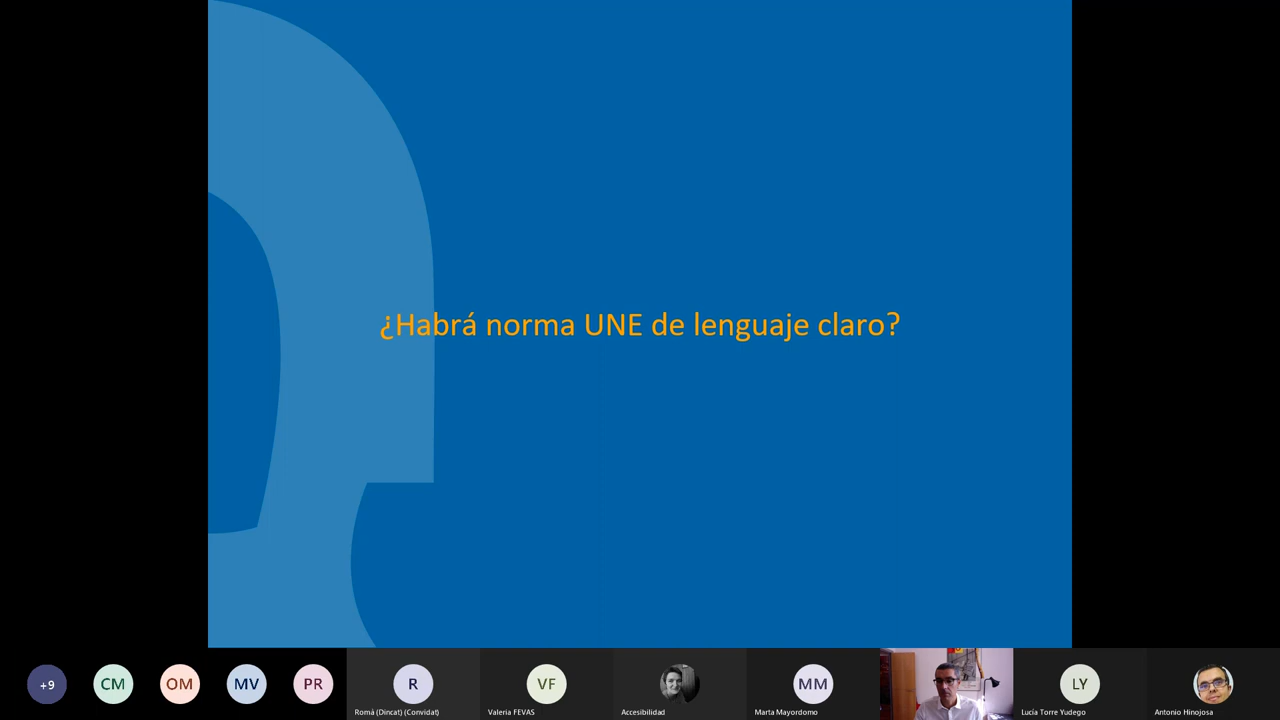 ¿Habrá norma UNE de lenguaje claro?
+9
CM
OM
MV
PR
R
VF
MM
LY
Romá (Dincat) (Convidat)
Valeria FEVAS
Accesibilidad
Marta Mayordomo
Lucía Torre Yudego
Antonio Hinojosa